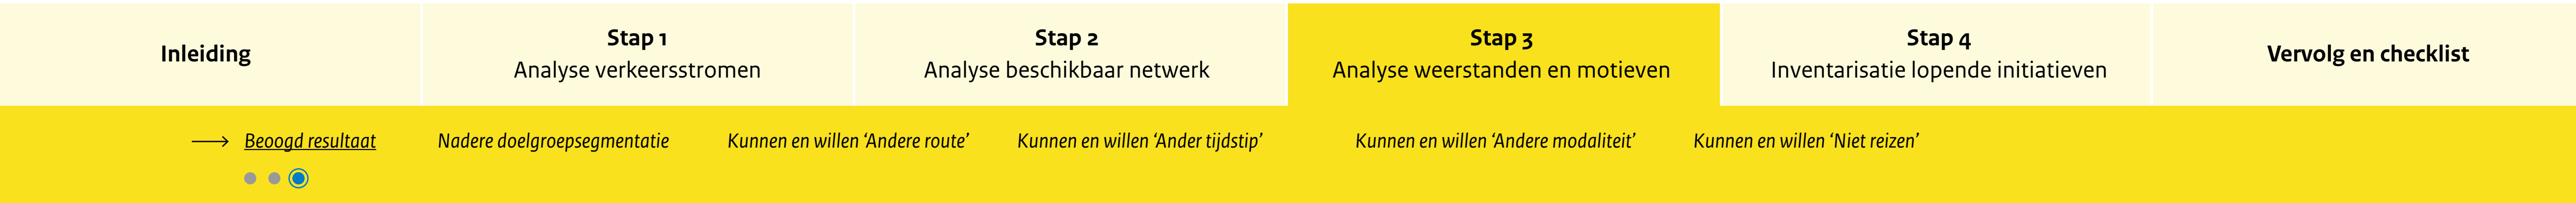 Inleiding
Stap 1
Analyse verkeersstromen
Stap 2
Analyse beschikbaar netwerk
Stap 3
Analyse weerstanden en motieven
Stap 4
Inventarisatie lopende initiatieven
Vervolg en checklist
Beoogd resultaat
Nadere doelgroepsegmentatie
Kunnen en willen ‘Andere route’
Kunnen en willen ‘Ander tijdstip’
Kunnen en willen ‘Andere modaliteit’
Kunnen en willen ‘Niet reizen’